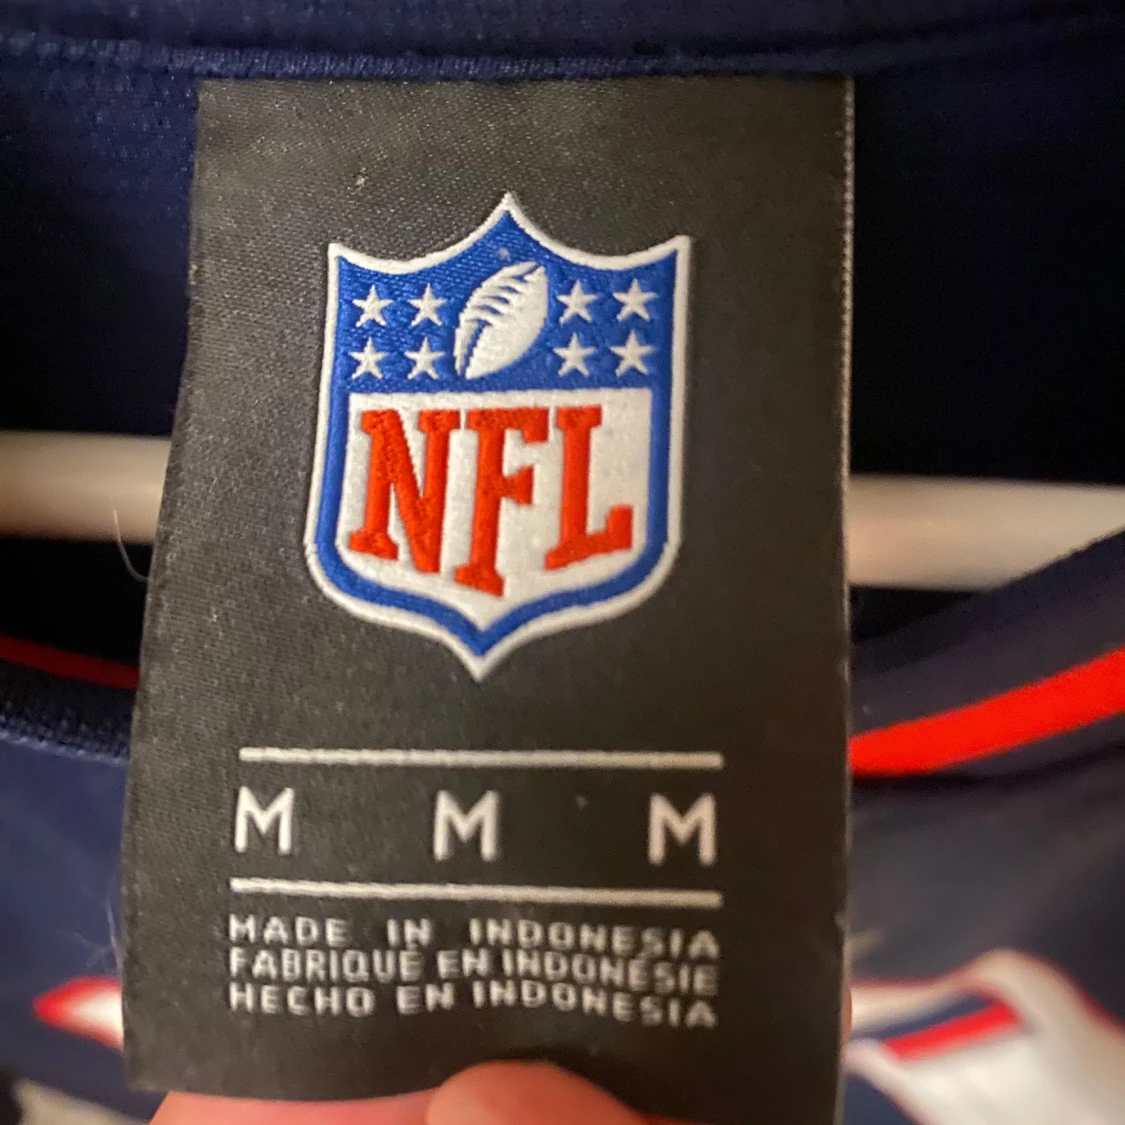 NFL
M M M
MADE IN INDONESIA
FABRIQUÉ EN INDONÉSIE
HECHO EN INDONESIA